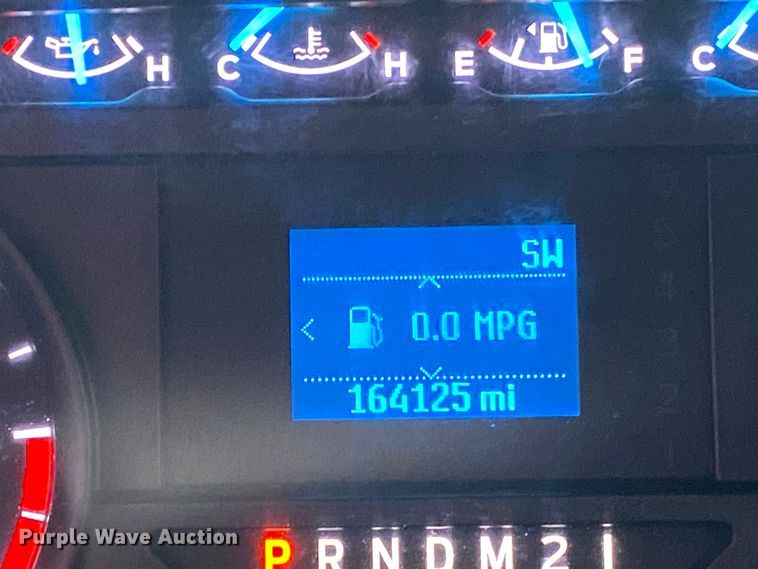 H C H E F C
SW
< 0.0 MPG
164125 mi
P R N D M 2 1
Purple Wave Auction